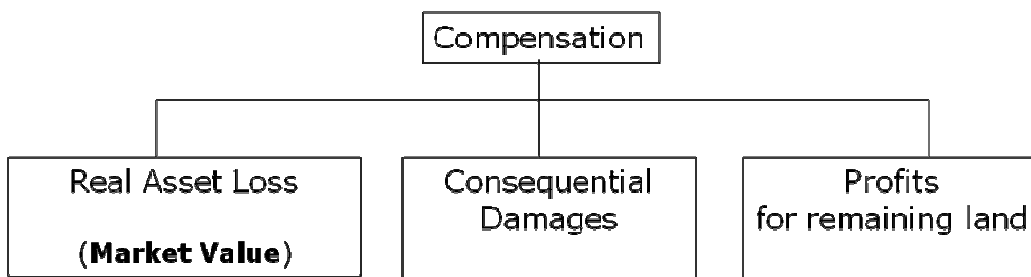 Compensation
Real Asset Loss
(Market Value)
Consequential
Damages
Profits
for remaining land